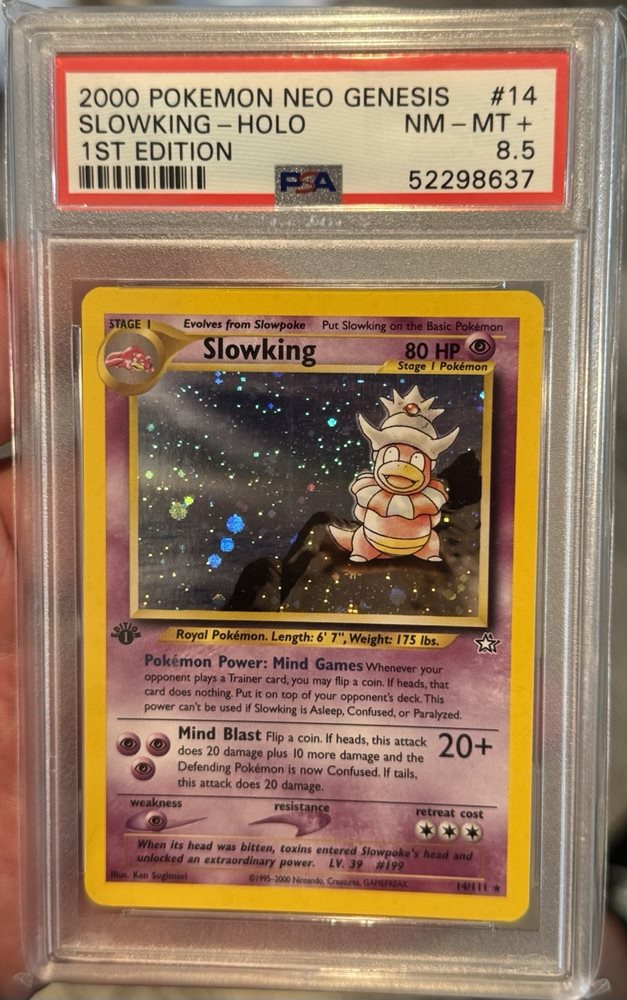 2000 POKEMON NEO GENESIS #14
SLOWKING - HOLO NM - MT +
1ST EDITION 8.5
PSA 52298637
STAGE 1 Evolves from Slowpoke Put Slowking on the Basic Pokémon
Slowking 80 HP
Stage 1 Pokémon
EDITION 1
Royal Pokémon. Length: 6' 7", Weight: 175 lbs.
Pokémon Power: Mind Games Whenever your
opponent plays a Trainer card, you may flip a coin. If heads, that
card does nothing. Put it on top of your opponent's deck. This
power can't be used if Slowking is Asleep, Confused, or Paralyzed.
Mind Blast Flip a coin. If heads, this attack 20+
does 20 damage plus 10 more damage and the
Defending Pokémon is now Confused. If tails,
this attack does 20 damage.
weakness resistance retreat cost
When its head was bitten, toxins entered Slowpoke's head and
unlocked an extraordinary power. LV. 39 #199
Illus. Ken Sugimori ©1995-2000 Nintendo, Creatures, GAMEFREAK. 14/111